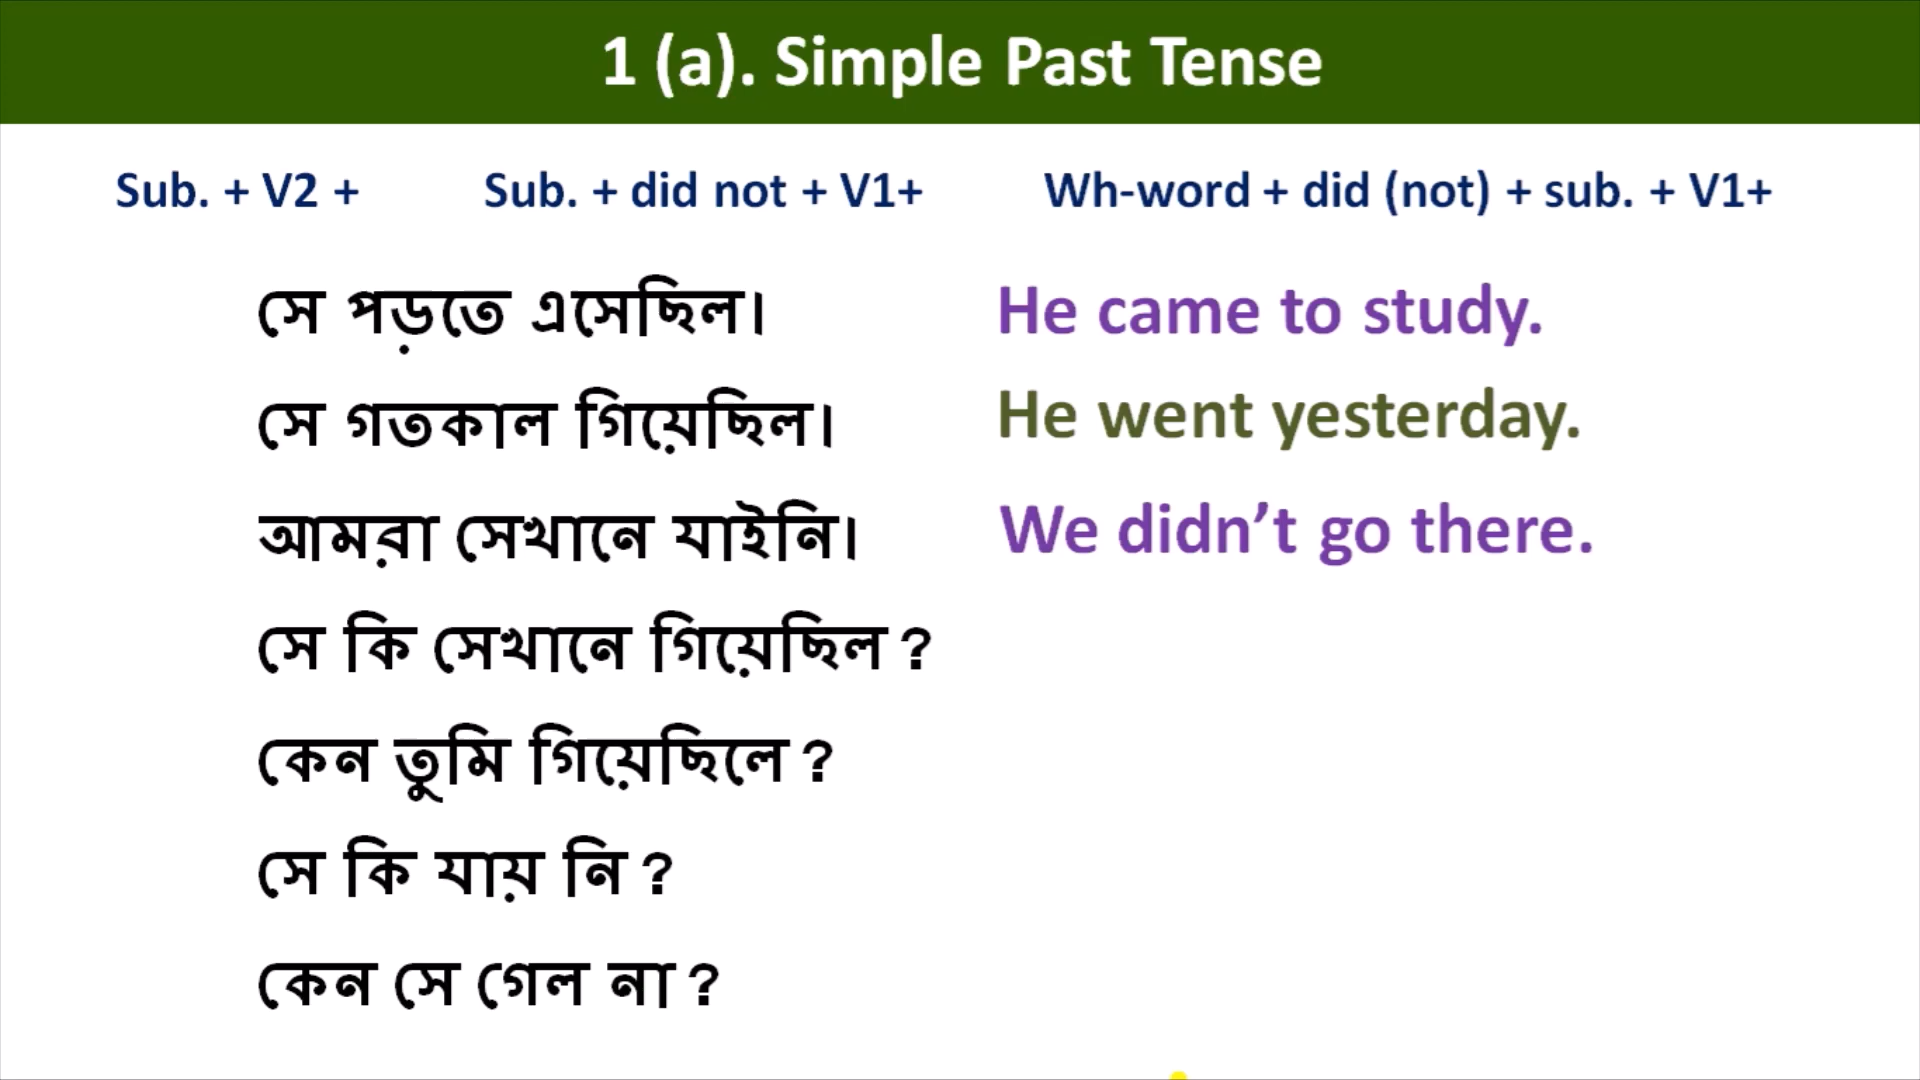 1 (a). Simple Past Tense
Sub. + V2 + Sub. + did not + V1+ Wh-word + did (not) + sub. + V1+
সে পড়তে এসেছিল। He came to study.
সে গতকাল গিয়েছিল। He went yesterday.
আমরা সেখানে যাইনি। We didn’t go there.
সে কি সেখানে গিয়েছিল ?
কেন তুমি গিয়েছিলে ?
সে কি যায় নি ?
কেন সে গেল না ?